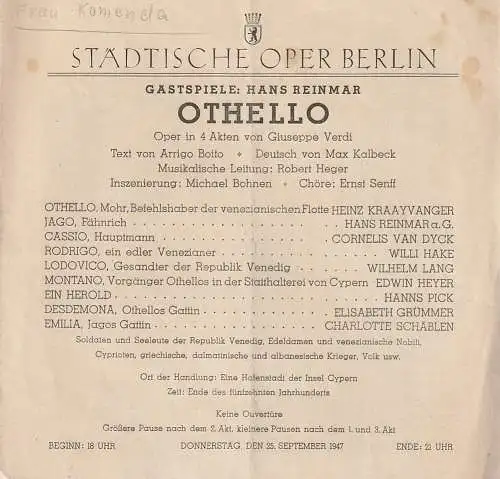 Frau Komenda
STÄDTISCHE OPER BERLIN
GASTSPIELE: HANS REINMAR
OTHELLO
Oper in 4 Akten von Giuseppe Verdi
Text von Arrigo Boito + Deutsch von Max Kalbeck
Musikalische Leitung: Robert Heger
Inszenierung: Michael Bohnen + Chöre: Ernst Senff
OTHELLO, Mohr, Befehlshaber der venezianischen Flotte HEINZ KRAAYVANGER
JAGO, Fähnrich . . . . . . . . . . . . . . . . HANS REINMAR a. G.
CASSIO, Hauptmann . . . . . . . . . . . . . CORNELIS VAN DYCK
RODRIGO, ein edler Venezianer . . . . . . . . . . . . WILLI HAKE
LODOVICO, Gesandter der Republik Venedig . . . . . WILHELM LANG
MONTANO, Vorgänger Othellos in der Statthalterei von Cypern EDWIN HEYER
EIN HEROLD . . . . . . . . . . . . . . . . . . HANNS PICK
DESDEMONA, Othellos Gattin . . . . . . . . . ELISABETH GRÜMMER
EMILIA, Jagos Gattin . . . . . . . . . . . CHARLOTTE SCHÄBLEN
Soldaten und Seeleute der Republik Venedig, Edeldamen und venezianische Nobili,
Cyprioten, griechische, dalmatinische und albanesische Krieger, Volk usw.
Ort der Handlung: Eine Hafenstadt der Insel Cypern
Zeit: Ende des fünfzehnten Jahrhunderts
Keine Ouvertüre
Größere Pause nach dem 2. Akt, kleinere Pausen nach dem 1. und 3. Akt
BEGINN: 18 UHR DONNERSTAG, DEN 25. SEPTEMBER 1947 ENDE: 21 UHR